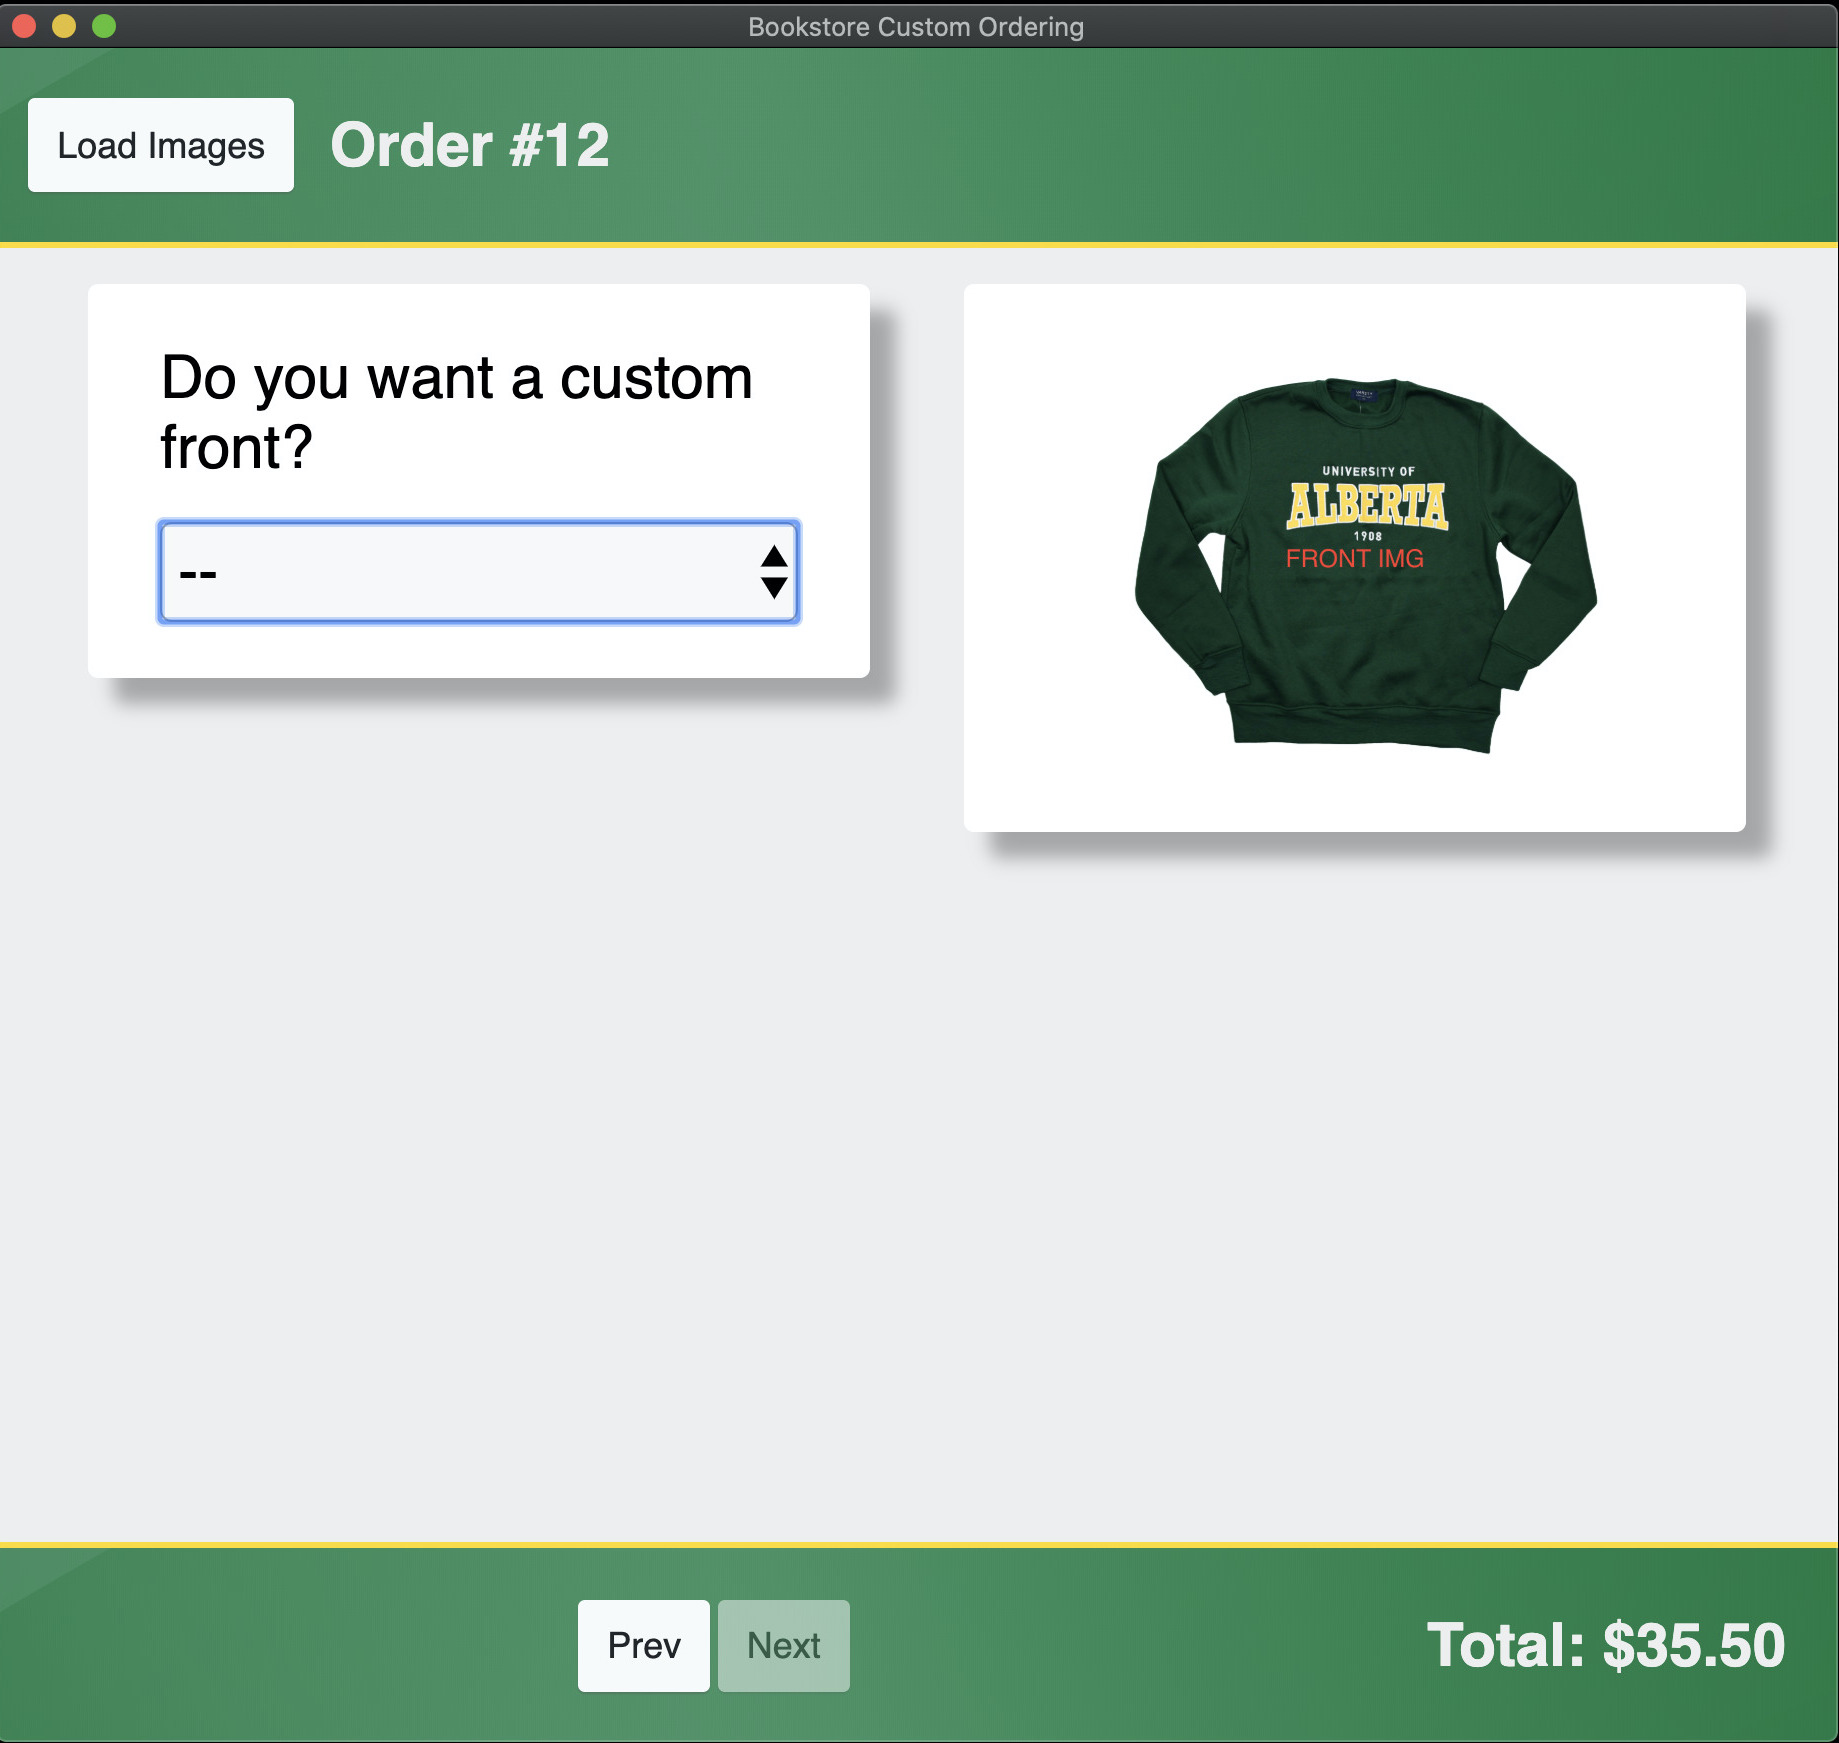 Bookstore Custom Ordering
Load Images
Order #12
Do you want a custom
front?
--
UNIVERSITY OF
ALBERTA
1908
FRONT IMG
Prev
Next
Total: $35.50